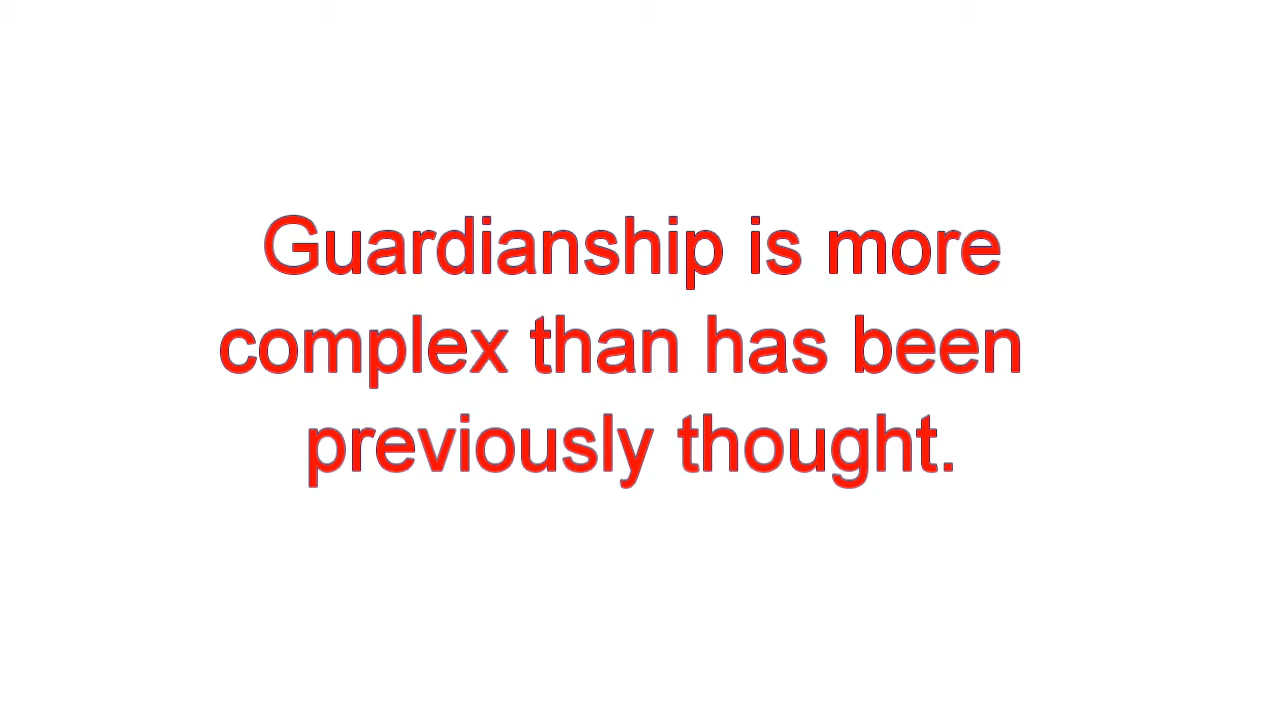 Guardianship is more
complex than has been
previously thought.